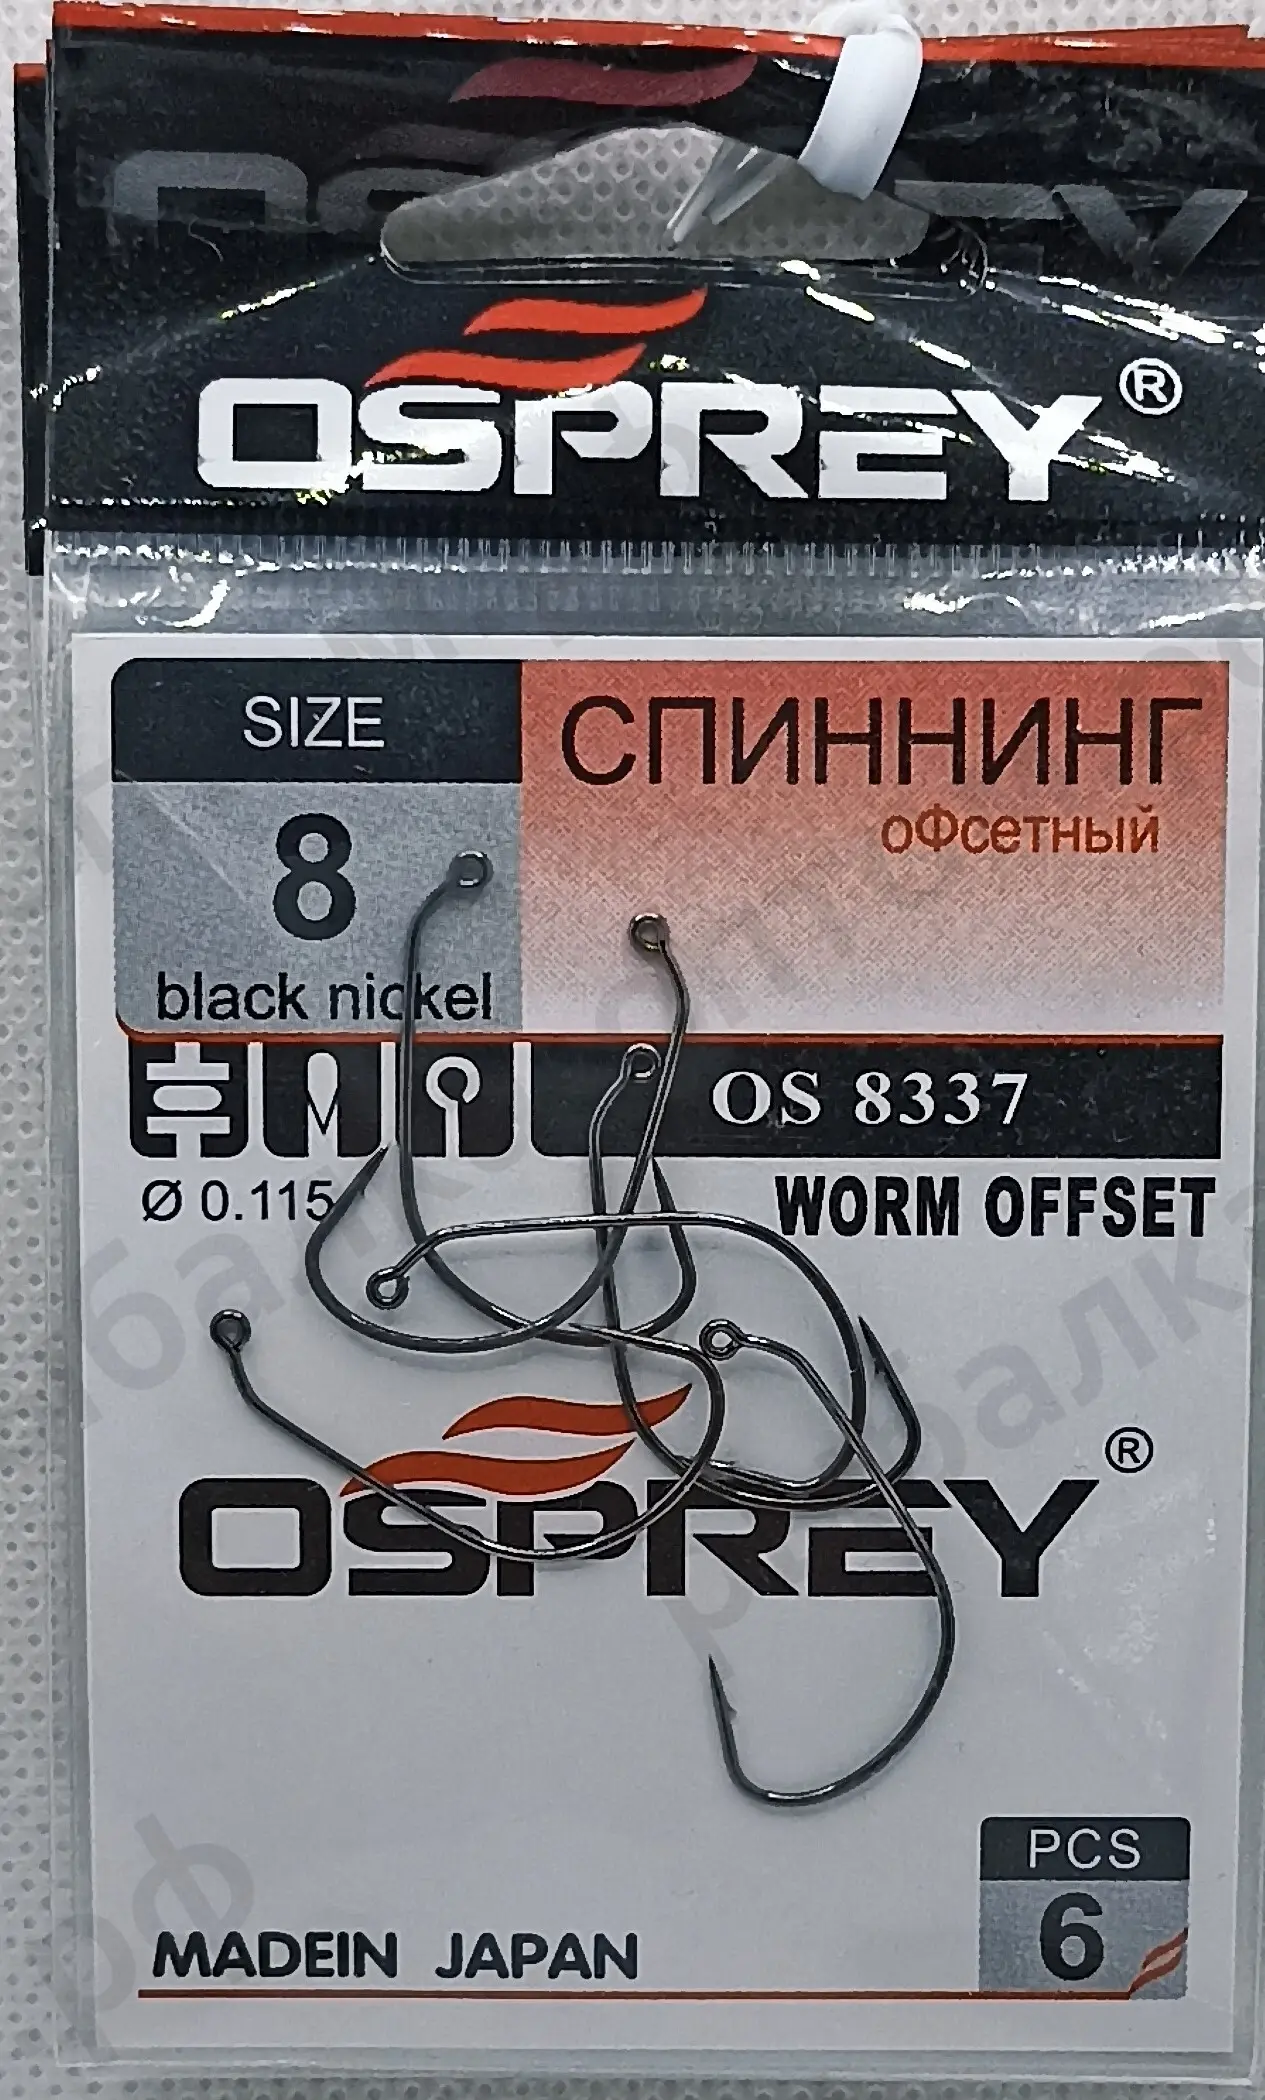 OSPREY®
SIZE
8
black nickel
СПИННИНГ
оФсетный
OS 8337
Ø 0.115
WORM OFFSET
OSPREY®
PCS
6
MADEIN JAPAN